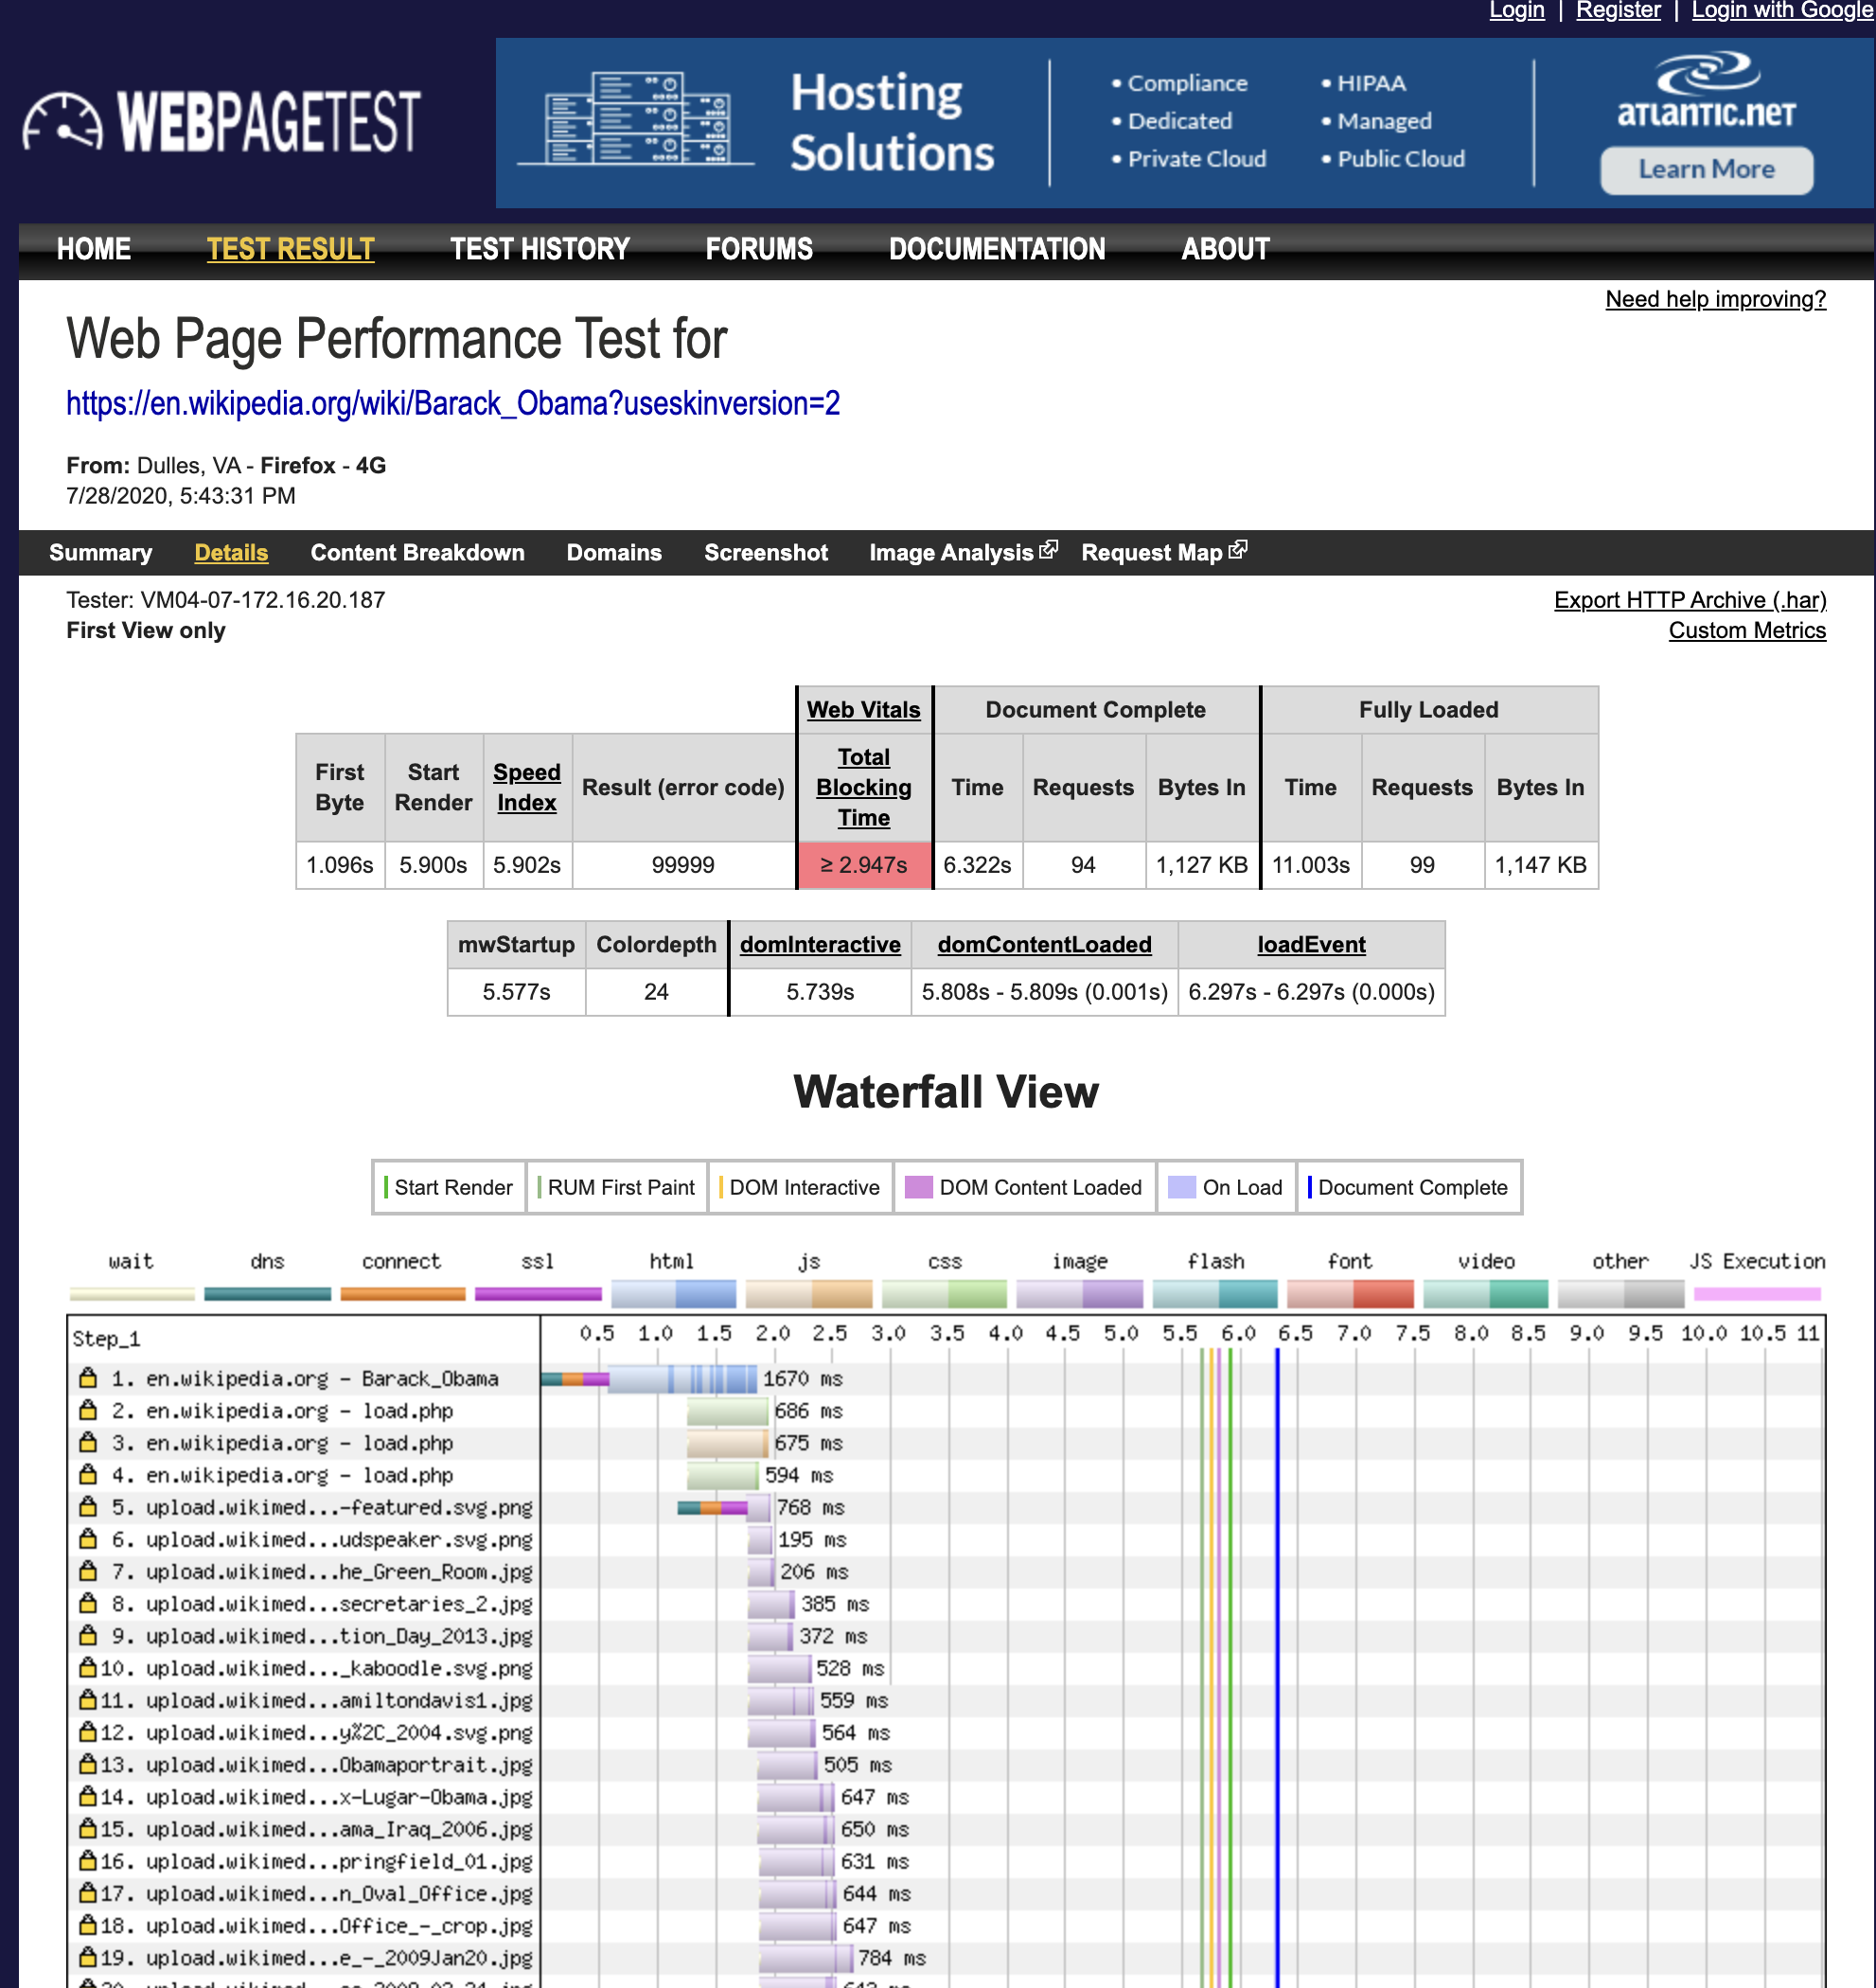 Login | Register | Login with Google
WEBPAGETEST
Hosting Solutions
• Compliance
• Dedicated
• Private Cloud
• HIPAA
• Managed
• Public Cloud
ATLANTIC.NET
Learn More
HOME TEST RESULT TEST HISTORY FORUMS DOCUMENTATION ABOUT
Need help improving?
Web Page Performance Test for
https://en.wikipedia.org/wiki/Barack_Obama?useskinversion=2
From: Dulles, VA - Firefox - 4G
7/28/2020, 5:43:31 PM
Summary Details Content Breakdown Domains Screenshot Image Analysis Request Map
Tester: VM04-07-172.16.20.187
First View only
Export HTTP Archive (.har)
Custom Metrics
Web Vitals Document Complete Fully Loaded
First Byte Start Render Speed Index Result (error code) Total Blocking Time Time Requests Bytes In Time Requests Bytes In
1.096s 5.900s 5.902s 99999 ≥ 2.947s 6.322s 94 1,127 KB 11.003s 99 1,147 KB
mwStartup Colordepth domInteractive domContentLoaded loadEvent
5.577s 24 5.739s 5.808s - 5.809s (0.001s) 6.297s - 6.297s (0.000s)
Waterfall View
Start Render RUM First Paint DOM Interactive DOM Content Loaded On Load Document Complete
wait dns connect ssl html js css image flash font video other JS Execution
Step_1 0.5 1.0 1.5 2.0 2.5 3.0 3.5 4.0 4.5 5.0 5.5 6.0 6.5 7.0 7.5 8.0 8.5 9.0 9.5 10.0 10.5 11
1. en.wikipedia.org - Barack_Obama 1670 ms
2. en.wikipedia.org - load.php 686 ms
3. en.wikipedia.org - load.php 675 ms
4. en.wikipedia.org - load.php 594 ms
5. upload.wikimed...-featured.svg.png 768 ms
6. upload.wikimed...udspeaker.svg.png 195 ms
7. upload.wikimed...he_Green_Room.jpg 206 ms
8. upload.wikimed...secretaries_2.jpg 385 ms
9. upload.wikimed...tion_Day_2013.jpg 372 ms
10. upload.wikimed..._kaboodle.svg.png 528 ms
11. upload.wikimed...amiltondavis1.jpg 559 ms
12. upload.wikimed...y%2C_2004.svg.png 564 ms
13. upload.wikimed...Obamaportrait.jpg 505 ms
14. upload.wikimed...x-Lugar-Obama.jpg 647 ms
15. upload.wikimed...ama_Iraq_2006.jpg 650 ms
16. upload.wikimed...pringfield_01.jpg 631 ms
17. upload.wikimed...n_Oval_Office.jpg 644 ms
18. upload.wikimed...Office_-_crop.jpg 647 ms
19. upload.wikimed...e_-_2009Jan20.jpg 784 ms